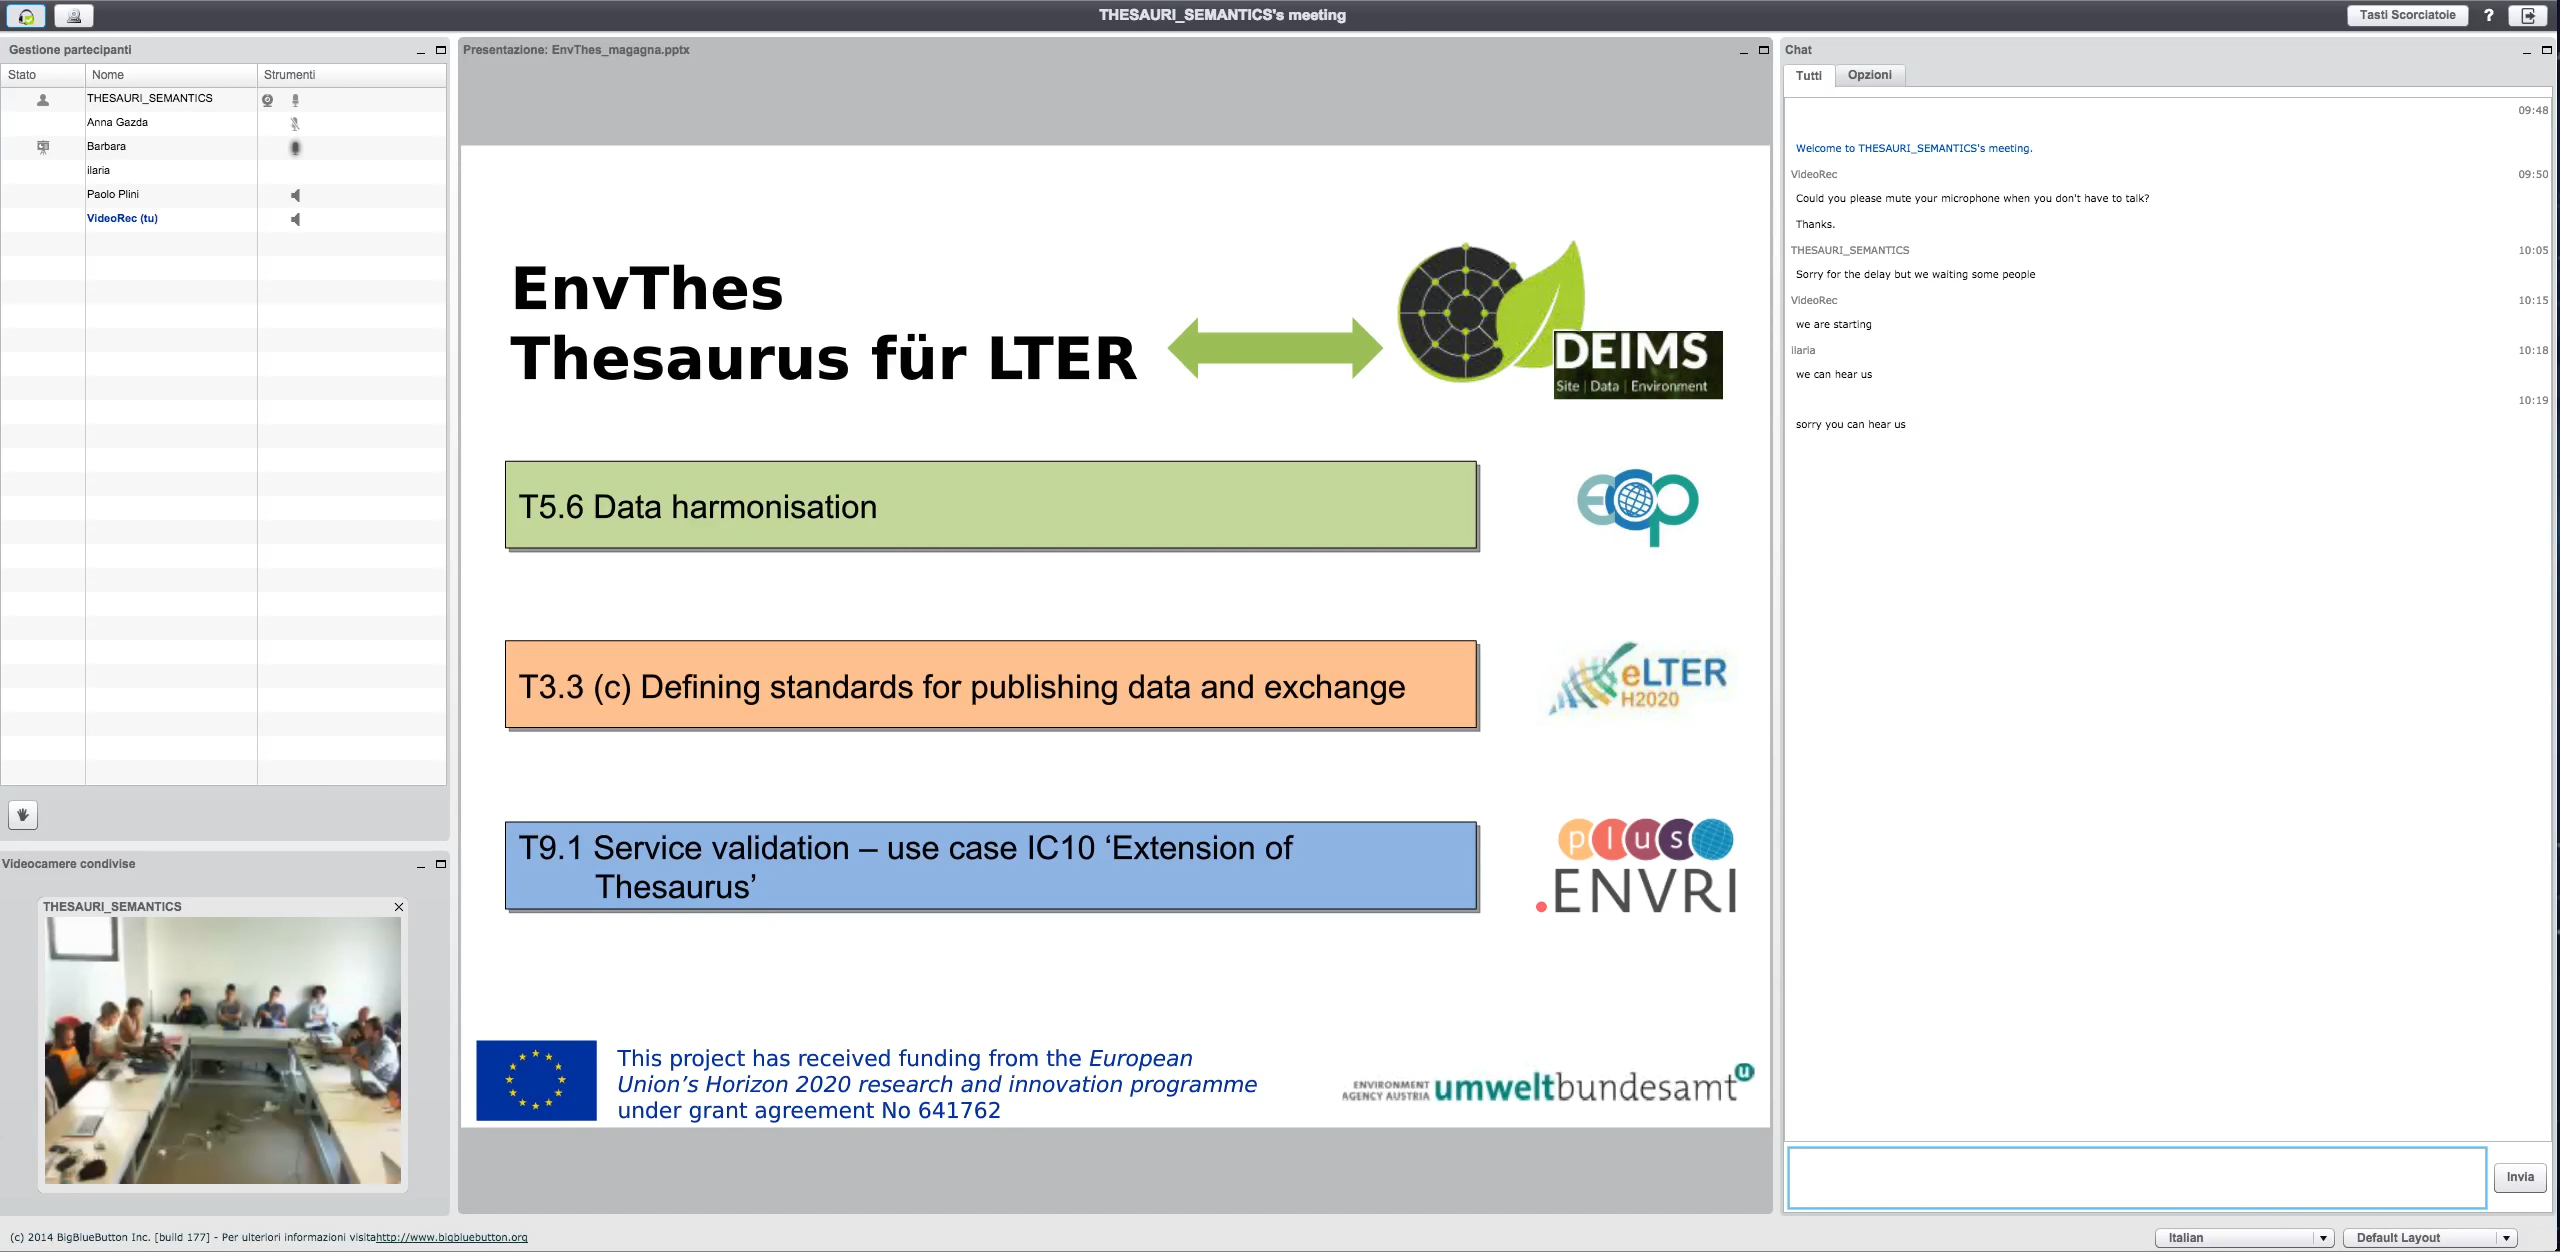 THESAURI_SEMANTICS's meeting
Tasti Scorciatoie
?
Gestione partecipanti
Stato
Nome
Strumenti
THESAURI_SEMANTICS
Anna Gazda
Barbara
ilaria
Paolo Plini
VideoRec (tu)
Videocamere condivise
THESAURI_SEMANTICS
Presentazione: EnvThes_magagna.pptx
EnvThes
Thesaurus für LTER
DEIMS
Site | Data | Environment
T5.6 Data harmonisation
ecop
T3.3 (c) Defining standards for publishing data and exchange
eLTER
H2020
T9.1 Service validation – use case IC10 ‘Extension of
Thesaurus’
plus
.ENVRI
This project has received funding from the European
Union’s Horizon 2020 research and innovation programme
under grant agreement No 641762
ENVIRONMENT
AGENCY AUSTRIA umweltbundesamt u
Chat
Tutti
Opzioni
09:48
Welcome to THESAURI_SEMANTICS's meeting.
VideoRec 09:50
Could you please mute your microphone when you don't have to talk?
Thanks.
THESAURI_SEMANTICS 10:05
Sorry for the delay but we waiting some people
VideoRec 10:15
we are starting
ilaria 10:18
we can hear us
10:19
sorry you can hear us
Invia
(c) 2014 BigBlueButton Inc. [build 177] - Per ulteriori informazioni visitahttp://www.bigbluebutton.org
Italian
Default Layout